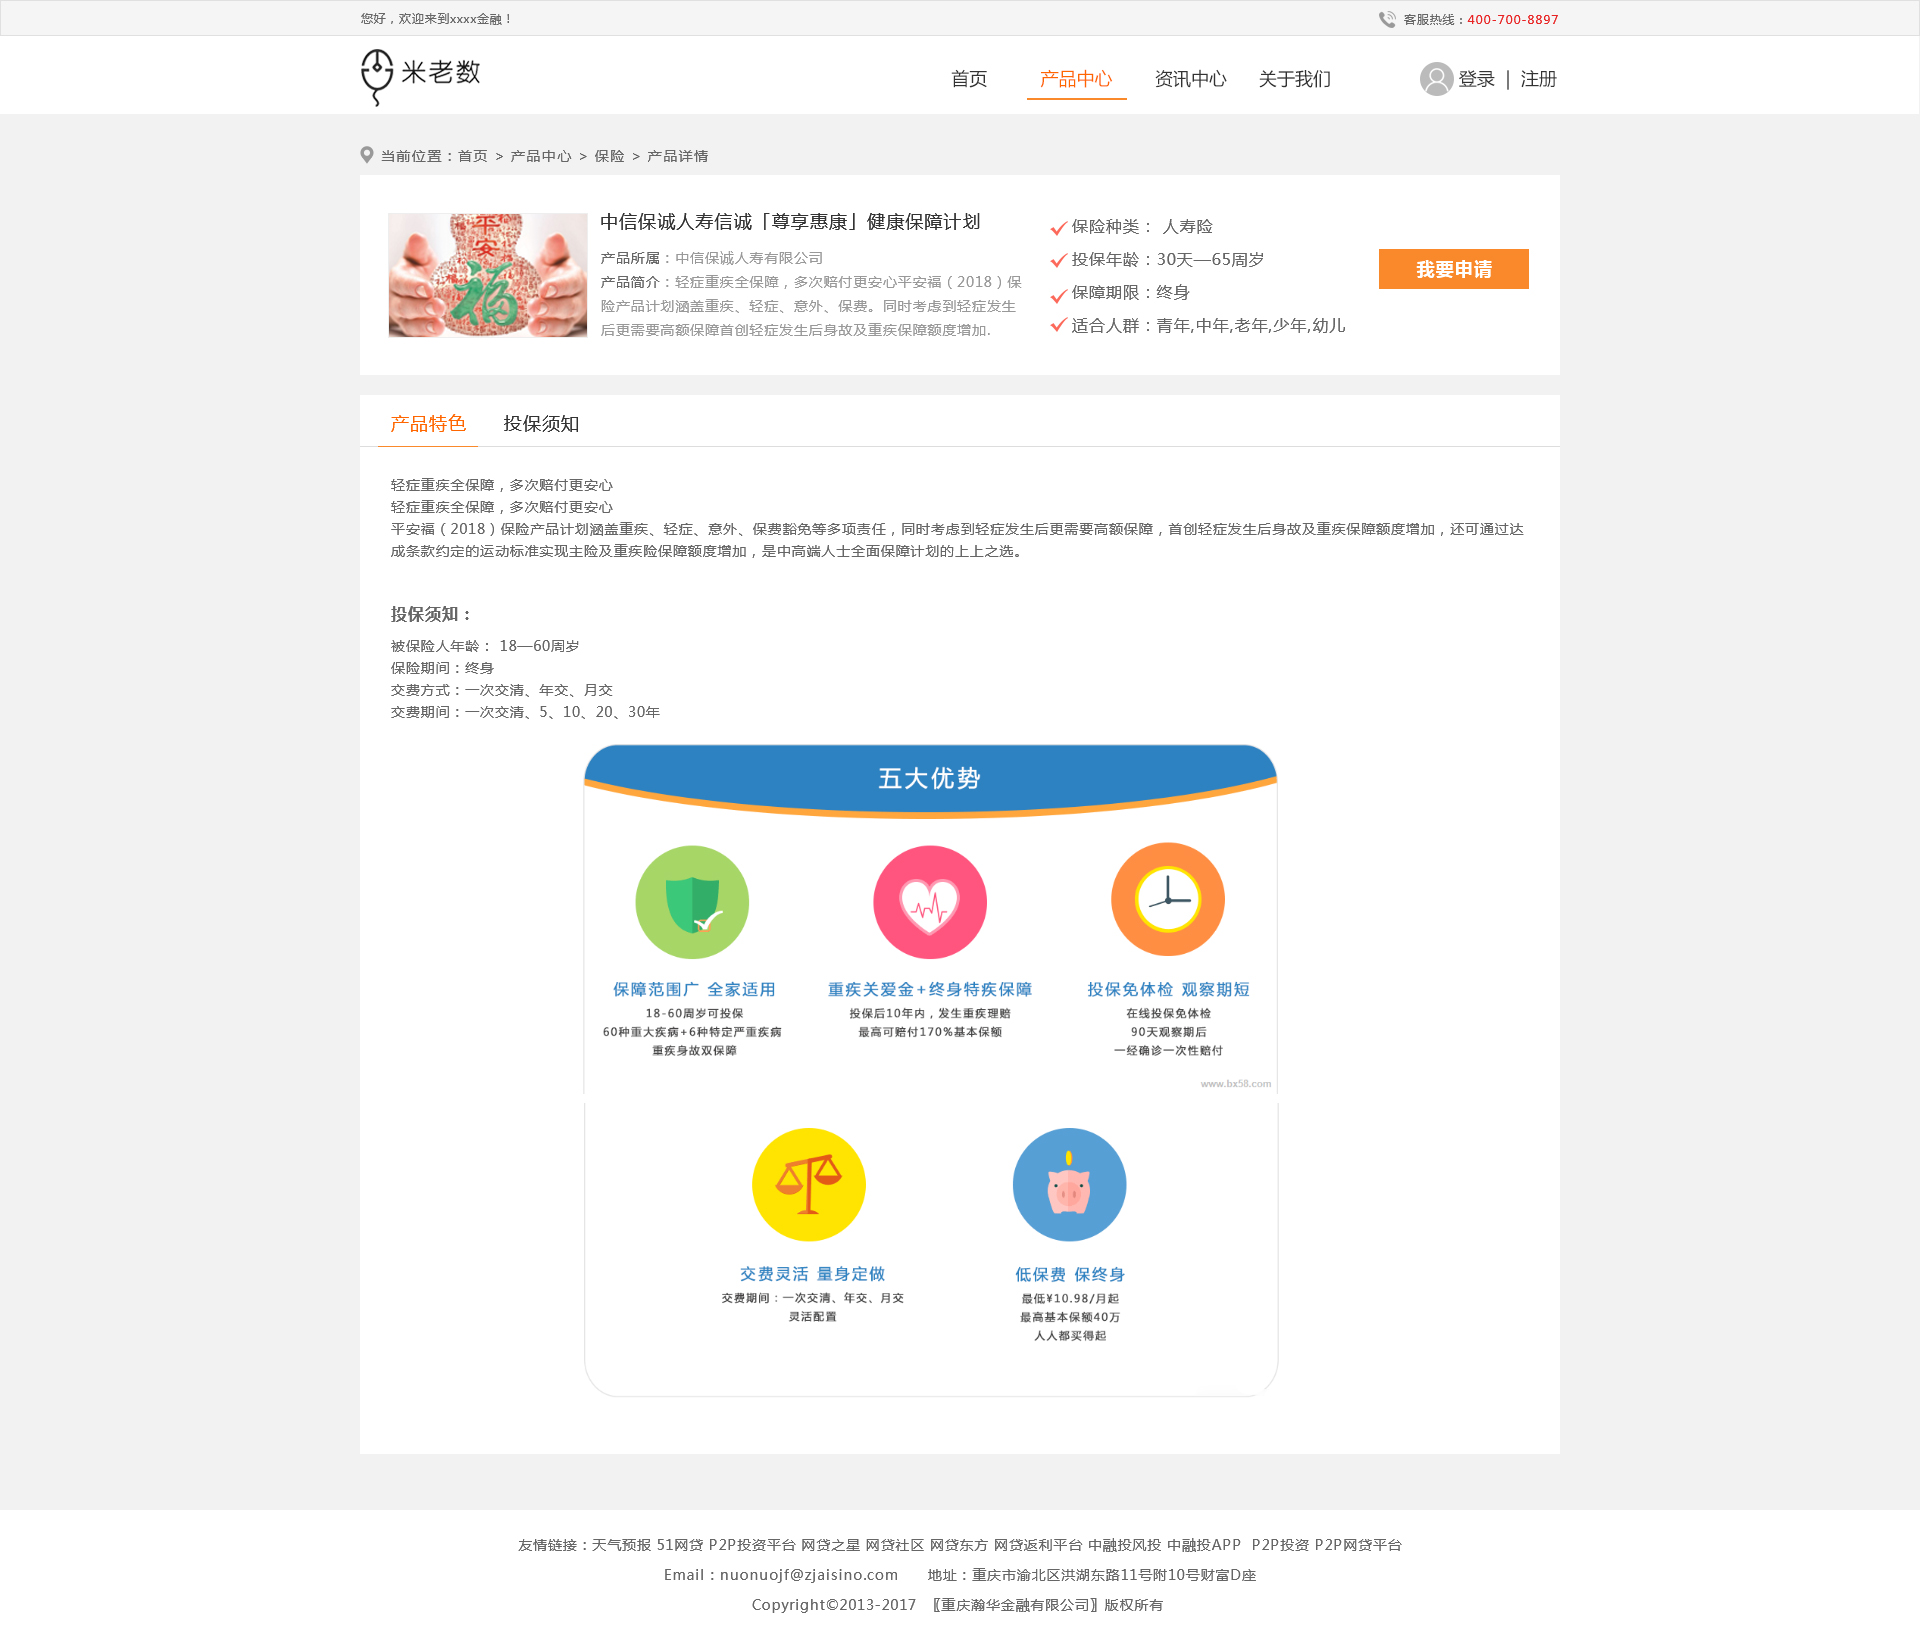 您好，欢迎来到xxxx金融！
客服热线：400-700-8897
米老数
首页 产品中心 资讯中心 关于我们 登录 | 注册
当前位置：首页 > 产品中心 > 保险 > 产品详情
平安
福
中信保诚人寿信诚「尊享惠康」健康保障计划
产品所属：中信保诚人寿有限公司
产品简介：轻症重疾全保障，多次赔付更安心平安福（2018）保
险产品计划涵盖重疾、轻症、意外、保费。同时考虑到轻症发生
后更需要高额保障首创轻症发生后身故及重疾保障额度增加.
保险种类： 人寿险
投保年龄：30天—65周岁
保障期限：终身
适合人群：青年,中年,老年,少年,幼儿
我要申请
产品特色 投保须知
轻症重疾全保障，多次赔付更安心
轻症重疾全保障，多次赔付更安心
平安福（2018）保险产品计划涵盖重疾、轻症、意外、保费豁免等多项责任，同时考虑到轻症发生后更需要高额保障，首创轻症发生后身故及重疾保障额度增加，还可通过达
成条款约定的运动标准实现主险及重疾险保障额度增加，是中高端人士全面保障计划的上上之选。
投保须知：
被保险人年龄： 18—60周岁
保险期间：终身
交费方式：一次交清、年交、月交
交费期间：一次交清、5、10、20、30年
五大优势
保障范围广 全家适用
18-60周岁可投保
60种重大疾病+6种特定严重疾病
重疾身故双保障
重疾关爱金+终身特疾保障
投保后10年内，发生重疾理赔
最高可赔付170%基本保额
投保免体检 观察期短
在线投保免体检
90天观察期后
一经确诊一次性赔付
www.bx58.com
交费灵活 量身定做
交费期间：一次交清、年交、月交
灵活配置
低保费 保终身
最低¥10.98/月起
最高基本保额40万
人人都买得起
友情链接：天气预报 51网贷 P2P投资平台 网贷之星 网贷社区 网贷东方 网贷返利平台 中融投风投 中融投APP P2P投资 P2P网贷平台
Email：nuonuojf@zjaisino.com 地址：重庆市渝北区洪湖东路11号附10号财富D座
Copyright©2013-2017 〖重庆瀚华金融有限公司〗版权所有